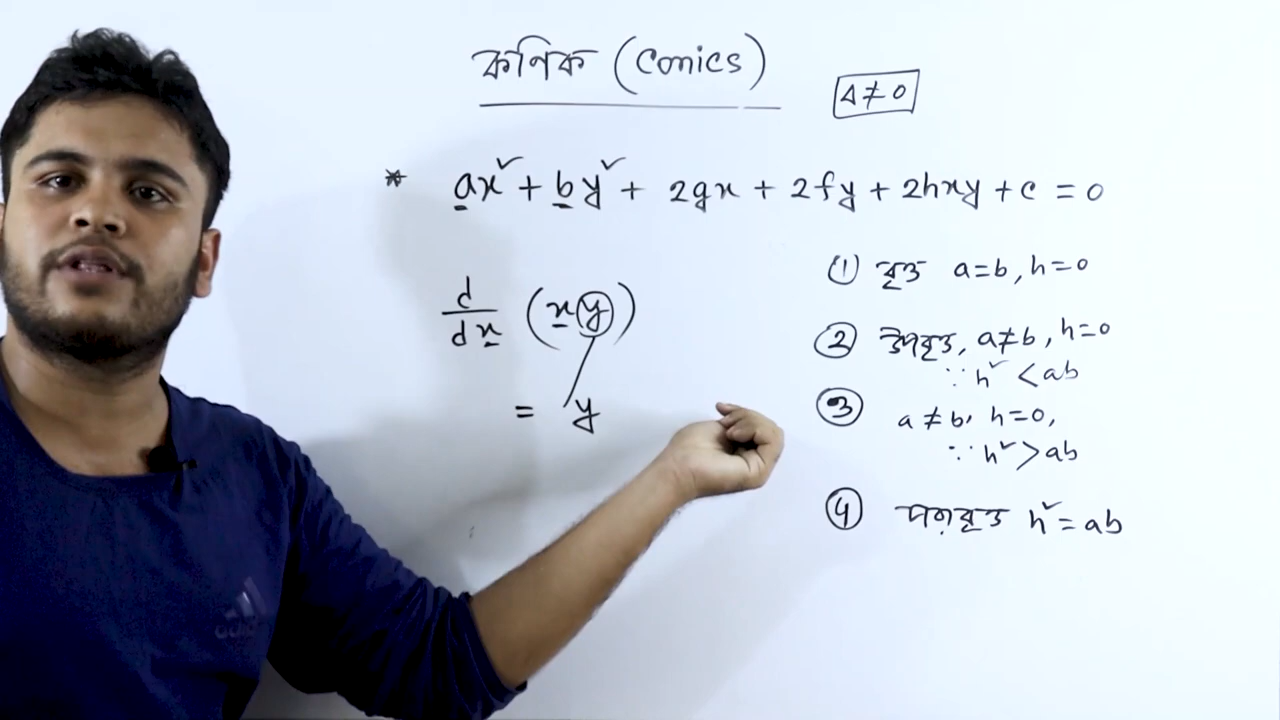 কণিক (Conics)
Δ ≠ 0
* ax² + by² + 2gx + 2fy + 2hxy + c = 0
d/dx (xy)
= y
① বৃত্ত a=b, h=0
② উপবৃত্ত, a≠b, h=0
∵ h² < ab
③ a ≠ b, h=0,
∵ h² > ab
④ পরাবৃত্ত h² = ab
adidas